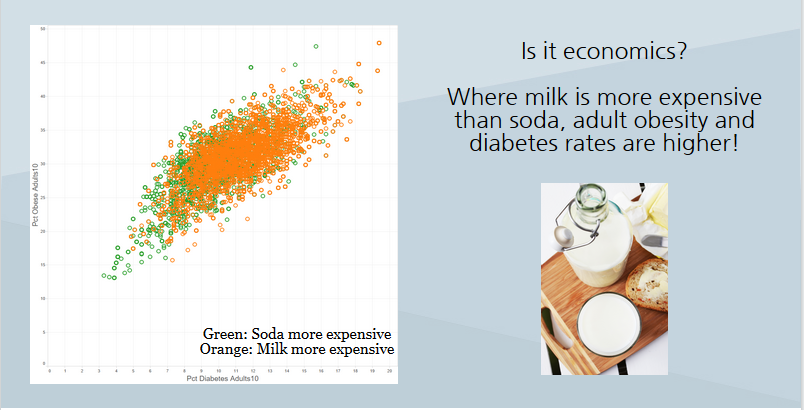 Is it economics?
Where milk is more expensive
than soda, adult obesity and
diabetes rates are higher!
50
45
40
35
30
25
20
15
10
5
0
Pct Obese Adults10
Green: Soda more expensive
Orange: Milk more expensive
0 1 2 3 4 5 6 7 8 9 10 11 12 13 14 15 16 17 18 19 20
Pct Diabetes Adults10